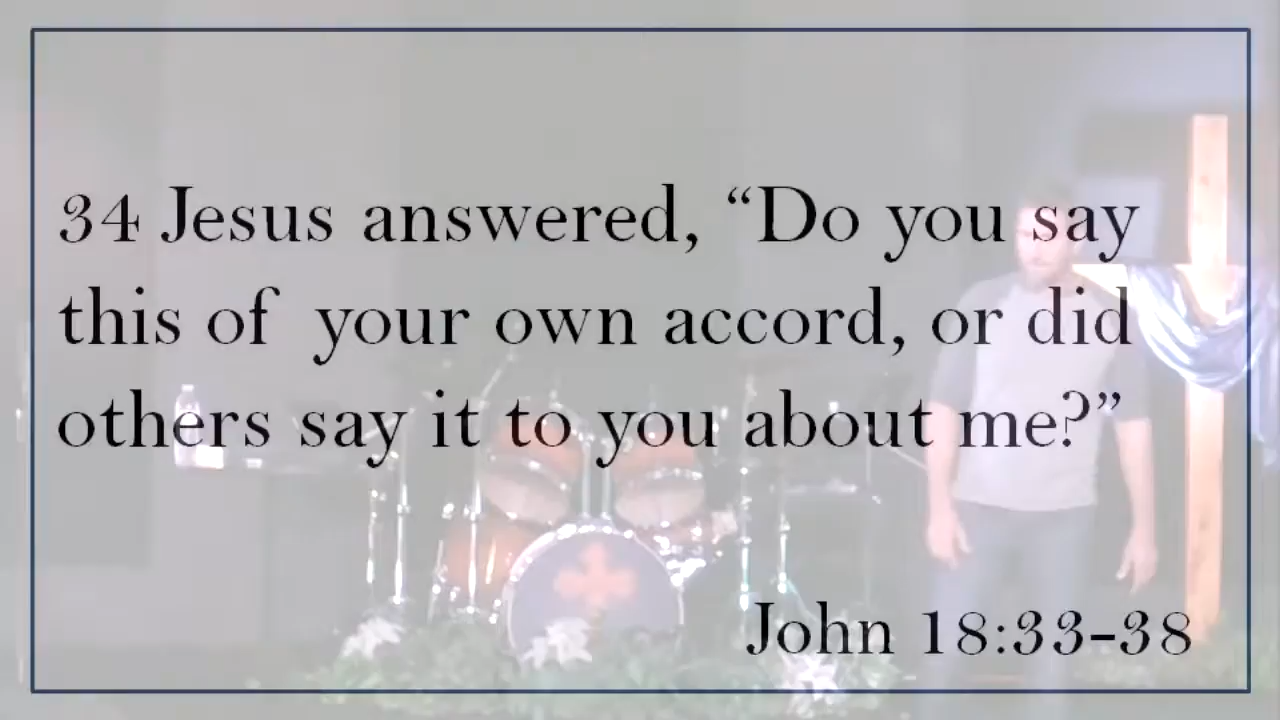 34 Jesus answered, “Do you say
this of your own accord, or did
others say it to you about me?”
John 18:33-38